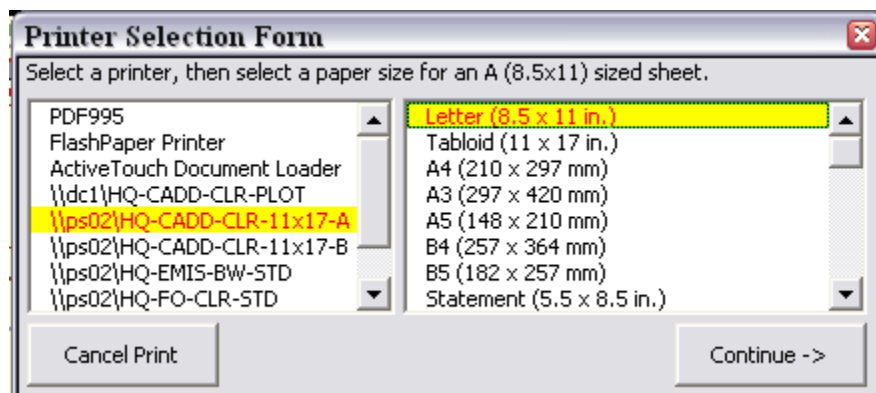 Printer Selection Form
Select a printer, then select a paper size for an A (8.5x11) sized sheet.
PDF995
FlashPaper Printer
ActiveTouch Document Loader
\\dc1\HQ-CADD-CLR-PLOT
\\ps02\HQ-CADD-CLR-11x17-A
\\ps02\HQ-CADD-CLR-11x17-B
\\ps02\HQ-EMIS-BW-STD
\\ps02\HQ-FO-CLR-STD
Letter (8.5 x 11 in.)
Tabloid (11 x 17 in.)
A4 (210 x 297 mm)
A3 (297 x 420 mm)
A5 (148 x 210 mm)
B4 (257 x 364 mm)
B5 (182 x 257 mm)
Statement (5.5 x 8.5 in.)
Cancel Print
Continue ->